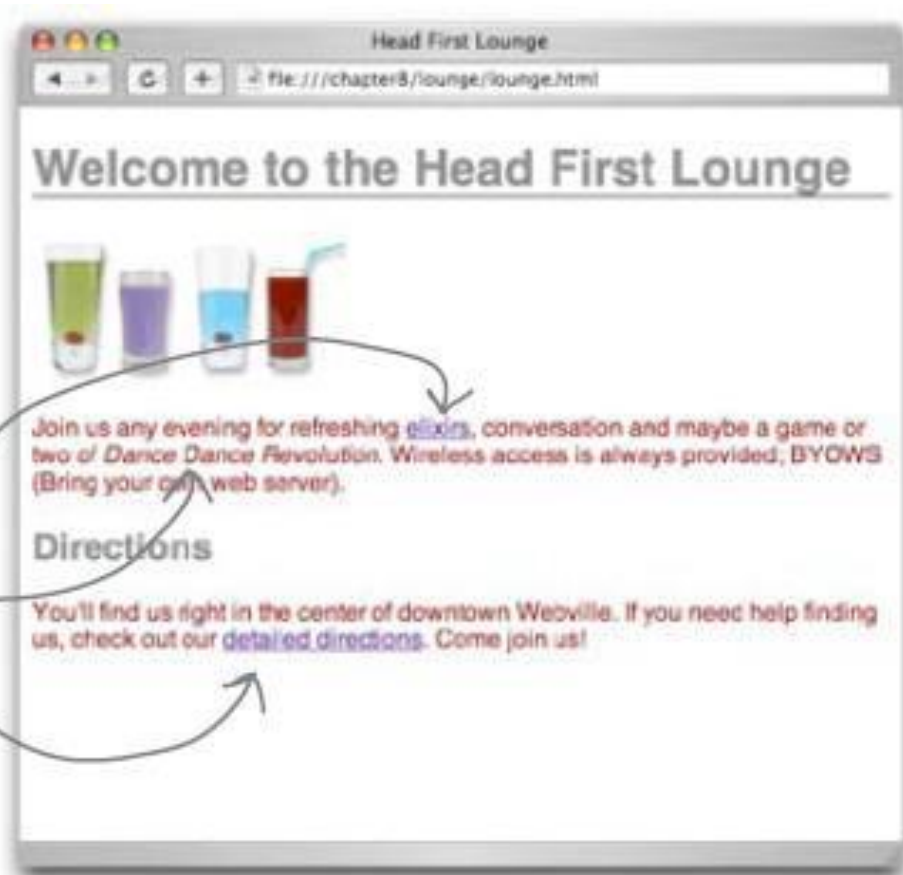 Head First Lounge
file:///chapter8/lounge/lounge.html
Welcome to the Head First Lounge
Join us any evening for refreshing elixirs, conversation and maybe a game or
two of Dance Dance Revolution. Wireless access is always provided; BYOWS
(Bring your own web server).
Directions
You'll find us right in the center of downtown Webville. If you need help finding
us, check out our detailed directions. Come join us!